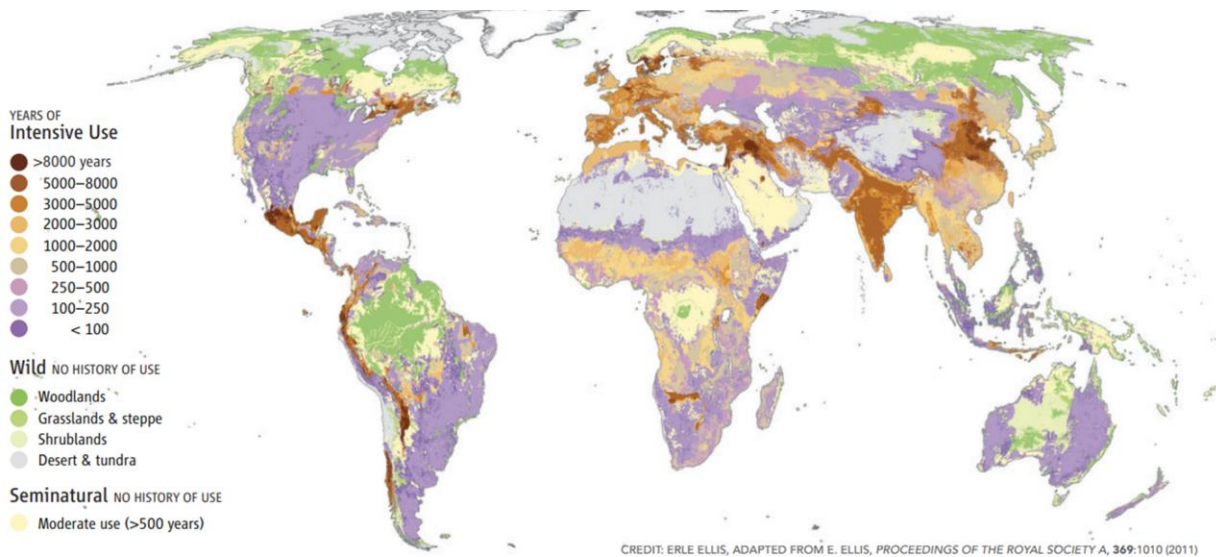 YEARS OF
Intensive Use
>8000 years
5000–8000
3000–5000
2000–3000
1000–2000
500–1000
250–500
100–250
< 100
Wild NO HISTORY OF USE
Woodlands
Grasslands & steppe
Shrublands
Desert & tundra
Seminatural NO HISTORY OF USE
Moderate use (>500 years)
CREDIT: ERLE ELLIS, ADAPTED FROM E. ELLIS, PROCEEDINGS OF THE ROYAL SOCIETY A, 369:1010 (2011)